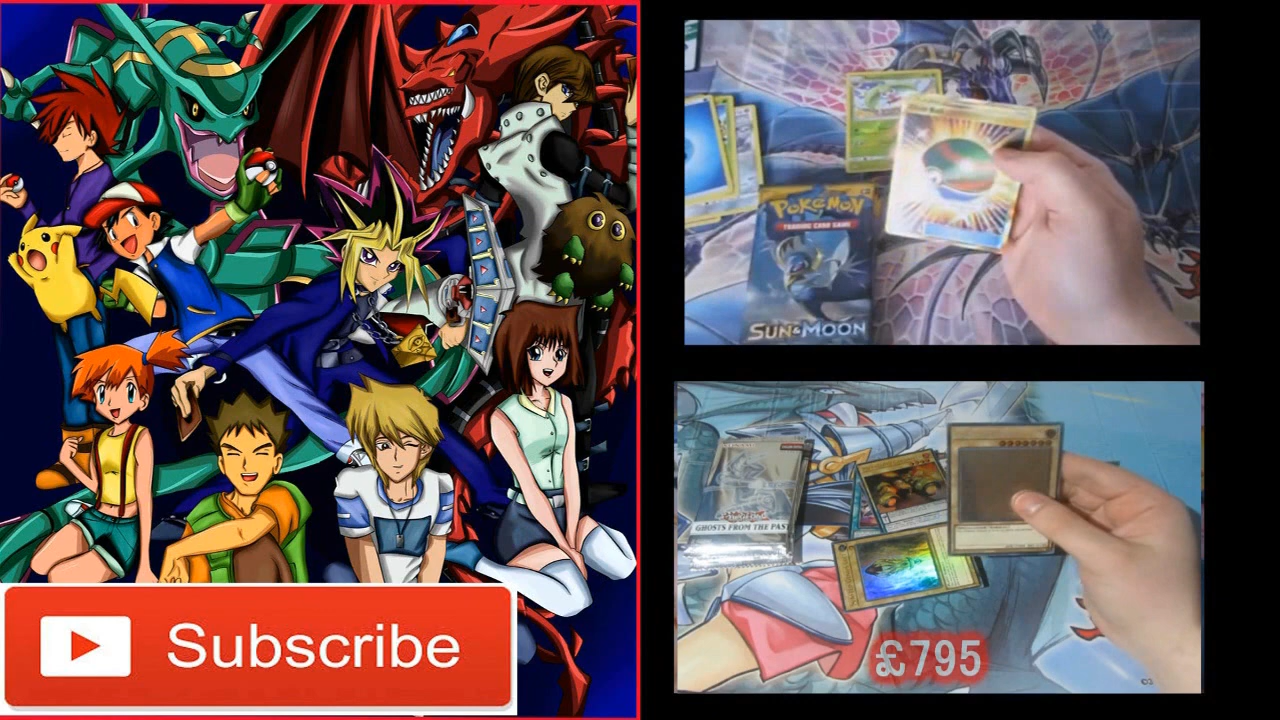 Subscribe
POKéMON
TRADING CARD GAME
SUN & MOON
GHOSTS FROM THE PAST
£795